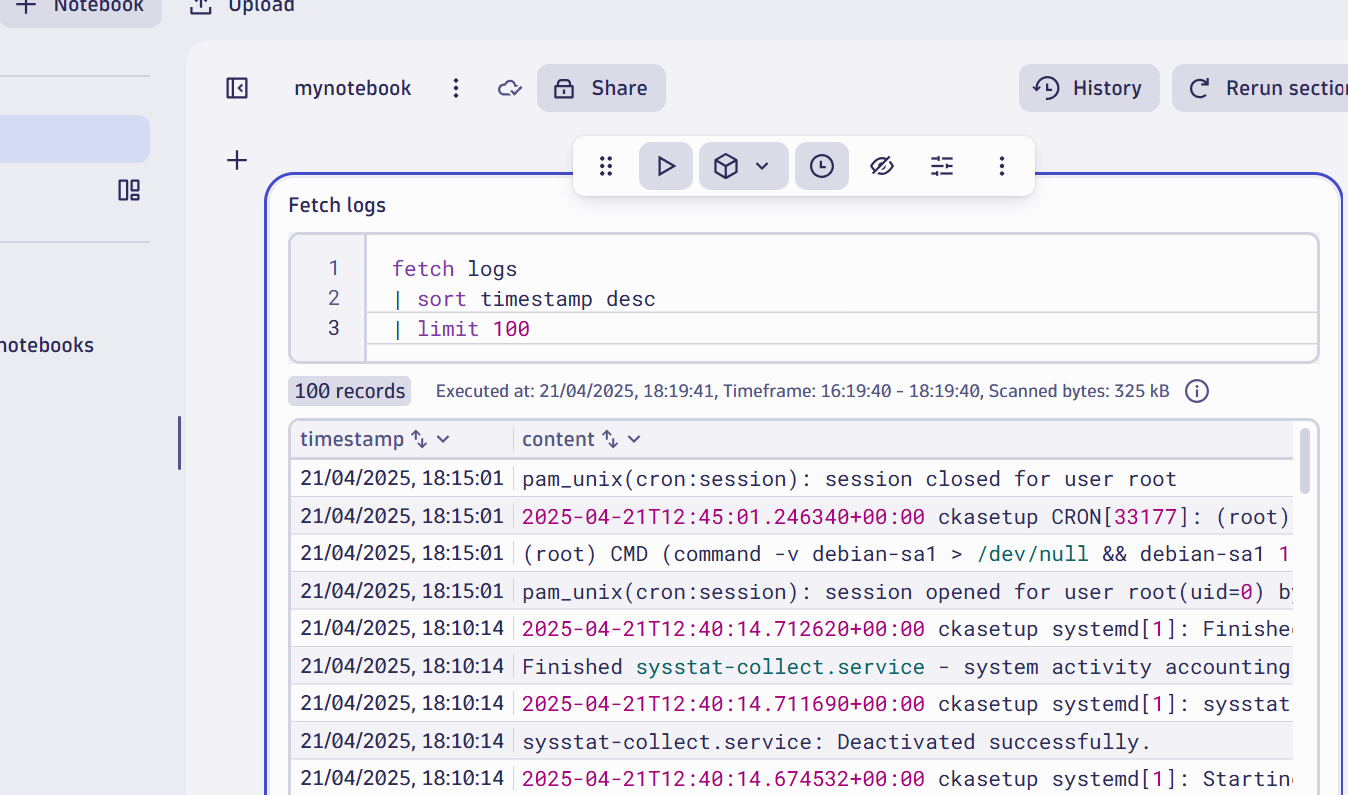 Notebook
Upload
mynotebook
Share
History
Rerun section
Fetch logs
1 fetch logs
2 | sort timestamp desc
3 | limit 100
notebooks
100 records Executed at: 21/04/2025, 18:19:41, Timeframe: 16:19:40 - 18:19:40, Scanned bytes: 325 kB
timestamp content
21/04/2025, 18:15:01 pam_unix(cron:session): session closed for user root
21/04/2025, 18:15:01 2025-04-21T12:45:01.246340+00:00 ckasetup CRON[33177]: (root)
21/04/2025, 18:15:01 (root) CMD (command -v debian-sa1 > /dev/null && debian-sa1 1
21/04/2025, 18:15:01 pam_unix(cron:session): session opened for user root(uid=0) by
21/04/2025, 18:10:14 2025-04-21T12:40:14.712620+00:00 ckasetup systemd[1]: Finished
21/04/2025, 18:10:14 Finished sysstat-collect.service - system activity accounting
21/04/2025, 18:10:14 2025-04-21T12:40:14.711690+00:00 ckasetup systemd[1]: sysstat
21/04/2025, 18:10:14 sysstat-collect.service: Deactivated successfully.
21/04/2025, 18:10:14 2025-04-21T12:40:14.674532+00:00 ckasetup systemd[1]: Starting